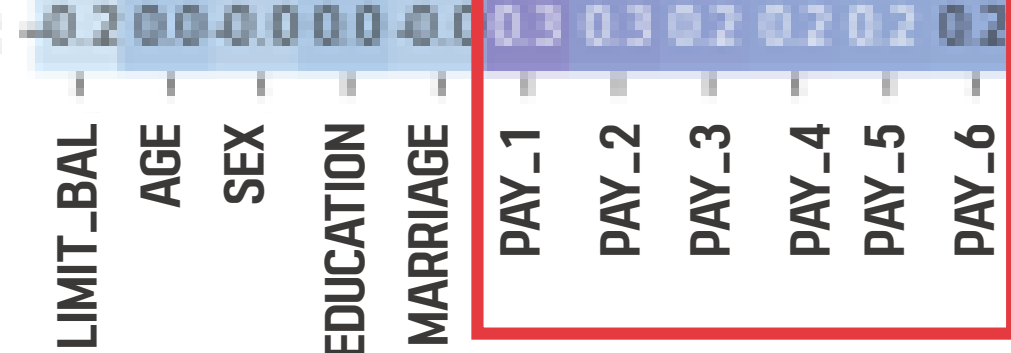 -0.2 0.0 -0.0 0.0 -0.0 0.3 0.3 0.2 0.2 0.2 0.2
LIMIT_BAL
AGE
SEX
EDUCATION
MARRIAGE
PAY_1
PAY_2
PAY_3
PAY_4
PAY_5
PAY_6